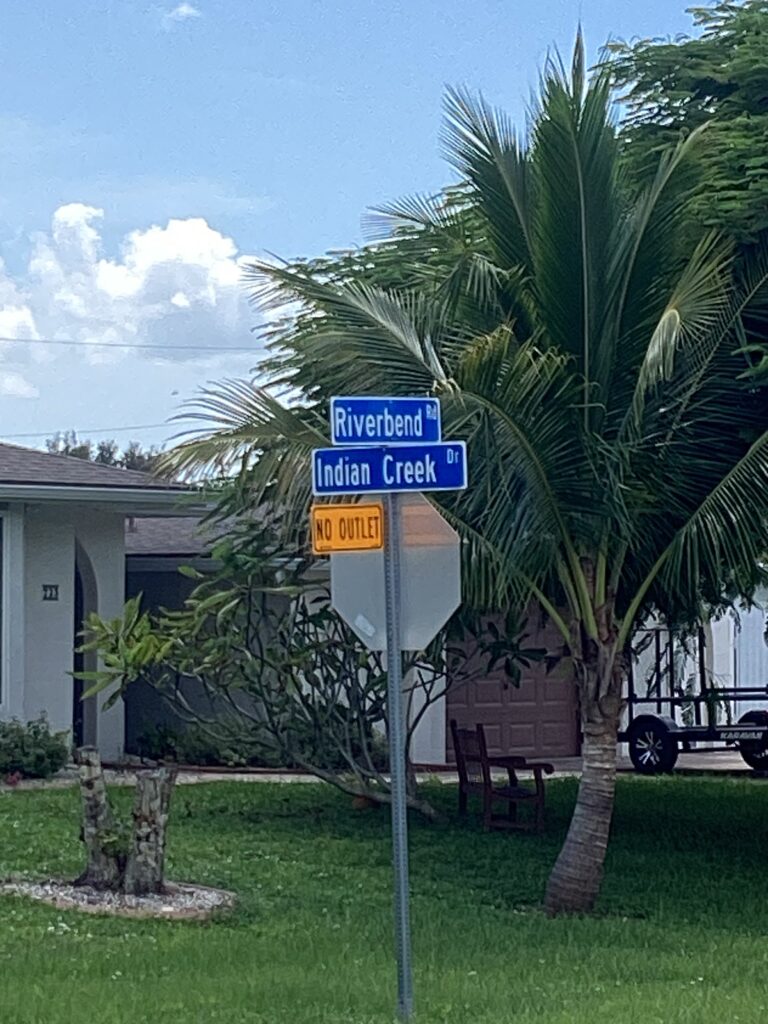 Riverbend Rd
Indian Creek Dr
NO OUTLET
KARAVAN